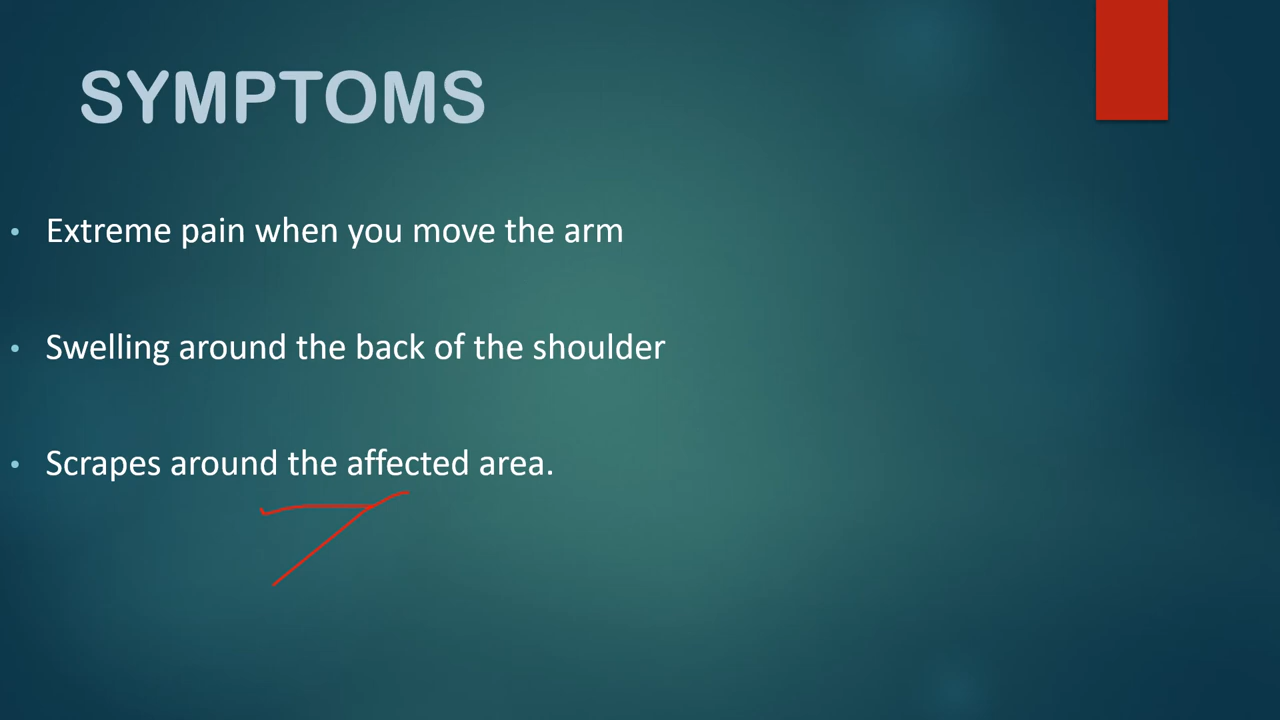 SYMPTOMS
• Extreme pain when you move the arm
• Swelling around the back of the shoulder
• Scrapes around the affected area.